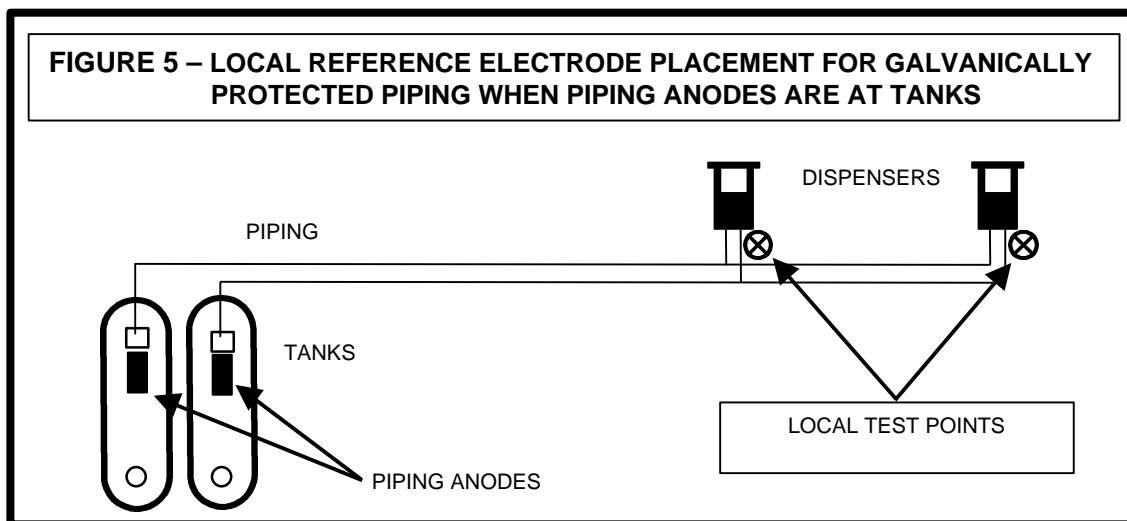 FIGURE 5 – LOCAL REFERENCE ELECTRODE PLACEMENT FOR GALVANICALLY
PROTECTED PIPING WHEN PIPING ANODES ARE AT TANKS
DISPENSERS
PIPING
TANKS
LOCAL TEST POINTS
PIPING ANODES